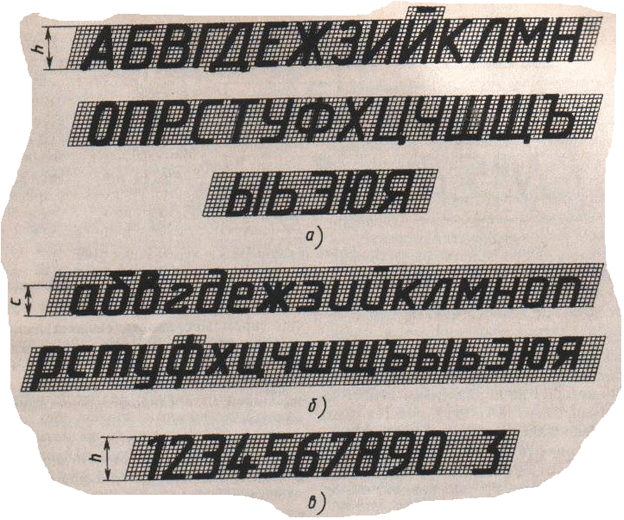 h АБВГДЕЖЗИЙКЛМН
ОПРСТУФХЦЧШЩЪ
ЫЬЭЮЯ
а)
с абвгдежзийклмноп
рстуфхцчшщъыьэюя
б)
h 1234567890 3
в)